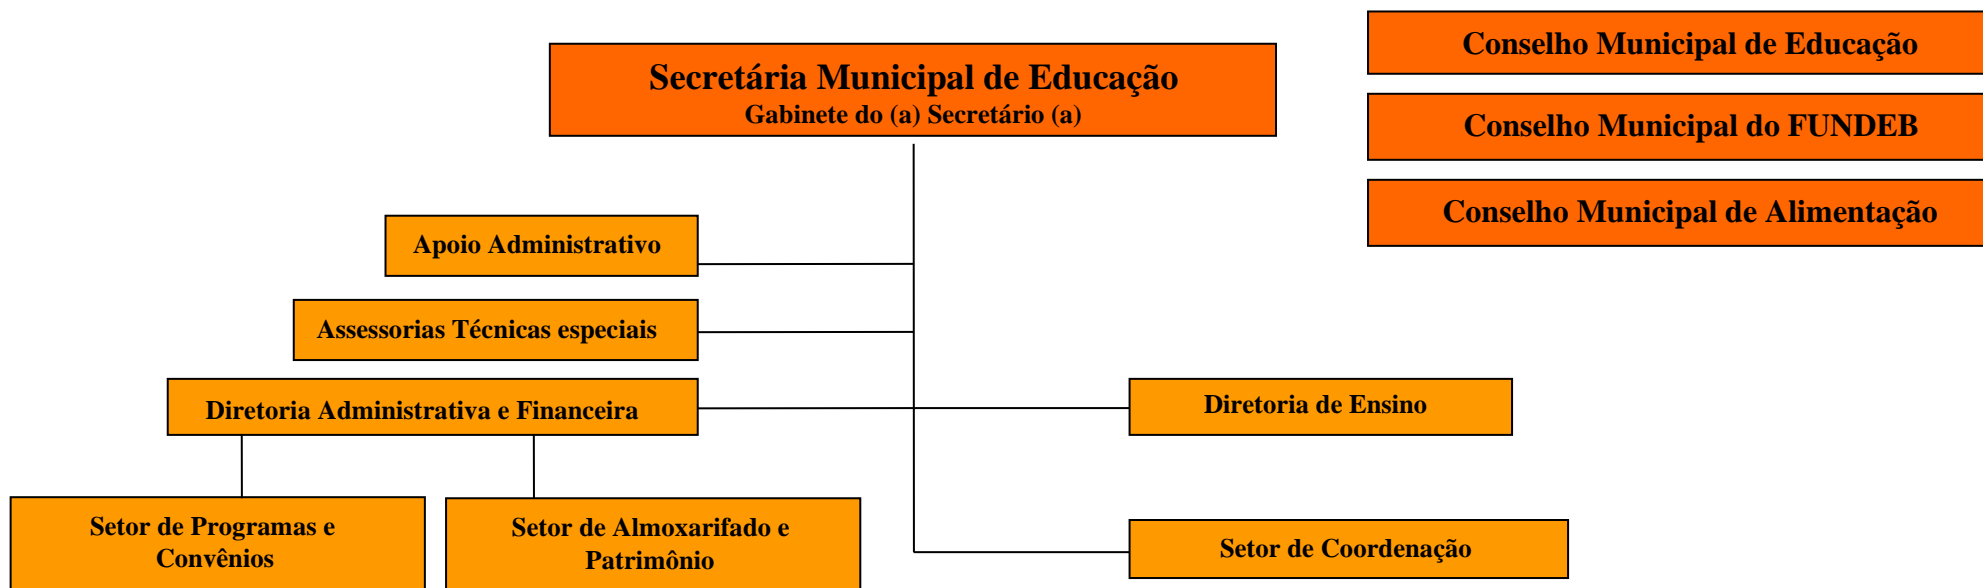 Secretária Municipal de Educação
Gabinete do (a) Secretário (a)
Conselho Municipal de Educação
Conselho Municipal do FUNDEB
Conselho Municipal de Alimentação
Apoio Administrativo
Assessorias Técnicas especiais
Diretoria Administrativa e Financeira
Diretoria de Ensino
Setor de Programas e
Convênios
Setor de Almoxarifado e
Patrimônio
Setor de Coordenação